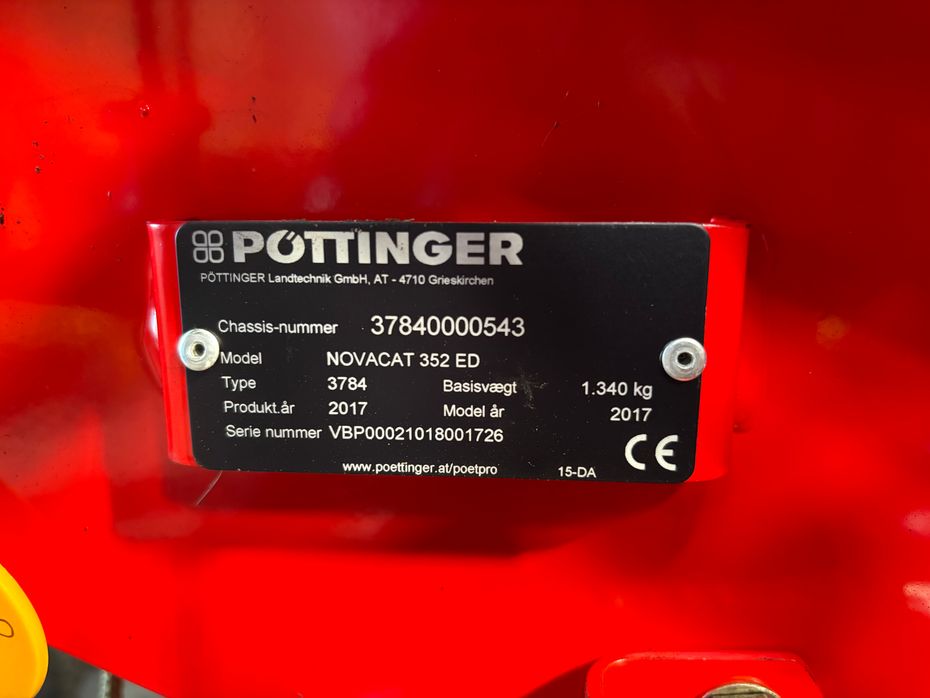 PÖTTINGER
PÖTTINGER Landtechnik GmbH, AT - 4710 Grieskirchen
Chassis-nummer 37840000543
Model NOVACAT 352 ED
Type 3784 Basisvægt 1.340 kg
Produkt.år 2017 Model år 2017
Serie nummer VBP00021018001726
CE
www.poettinger.at/poetpro 15-DA